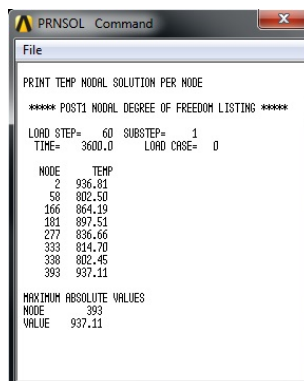 PRNSOL Command
File
PRINT TEMP NODAL SOLUTION PER NODE
***** POST1 NODAL DEGREE OF FREEDOM LISTING *****
LOAD STEP= 60 SUBSTEP= 1
TIME= 3600.0 LOAD CASE= 0
NODE TEMP
2 936.81
58 802.50
166 864.19
181 897.51
277 836.66
333 814.70
338 802.45
393 937.11
MAXIMUM ABSOLUTE VALUES
NODE 393
VALUE 937.11